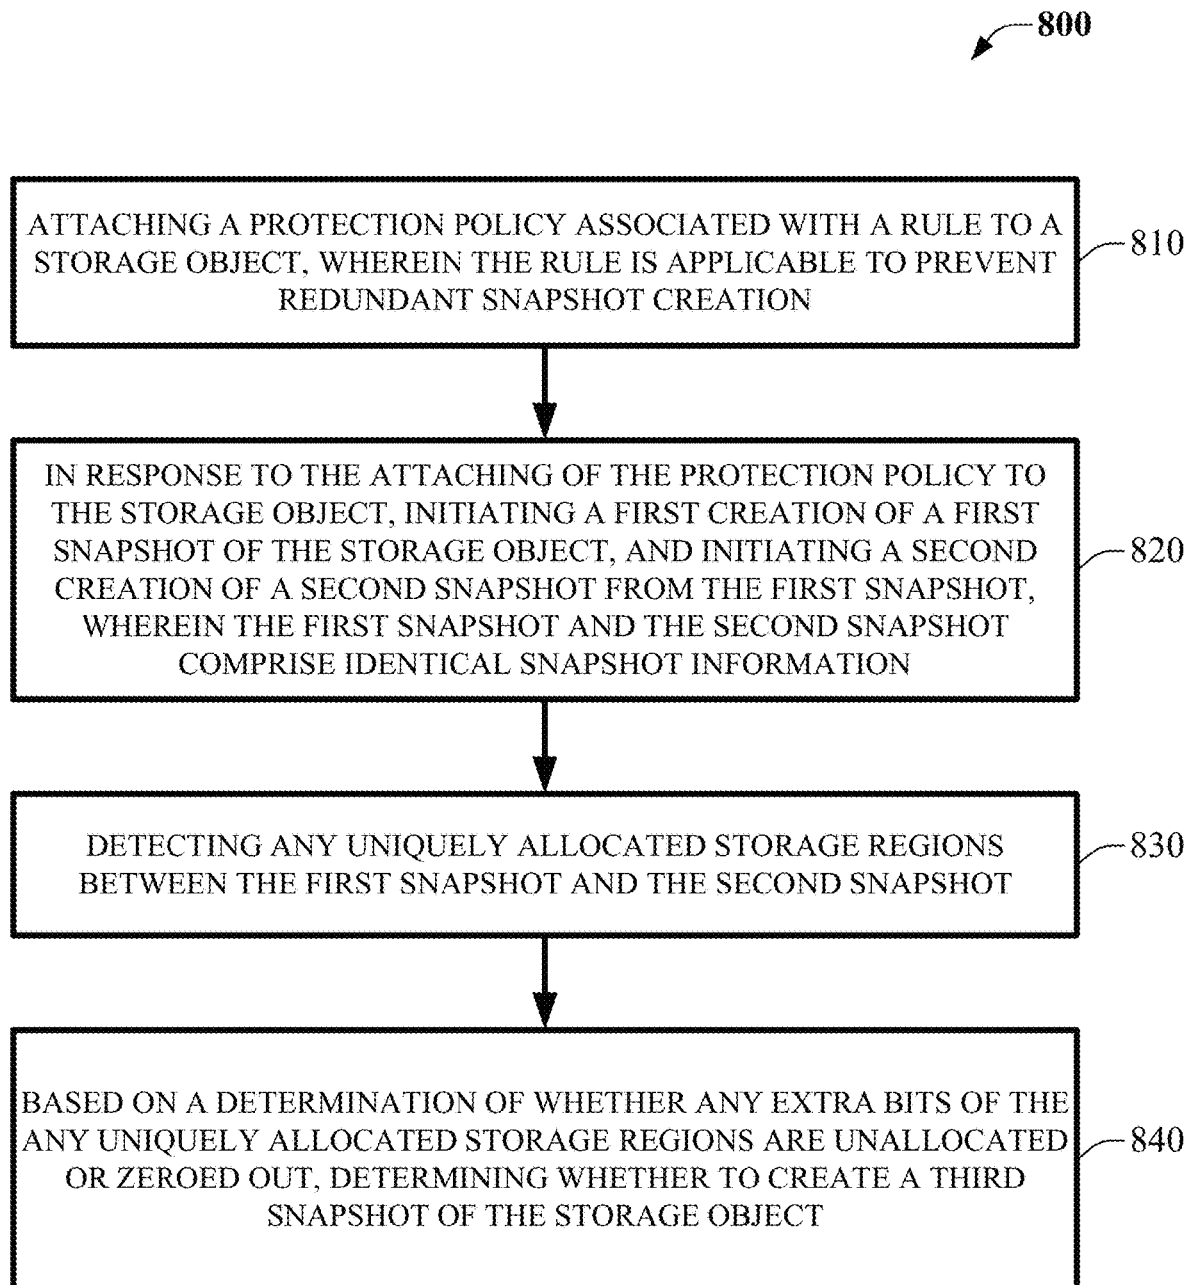 800
ATTACHING A PROTECTION POLICY ASSOCIATED WITH A RULE TO A
STORAGE OBJECT, WHEREIN THE RULE IS APPLICABLE TO PREVENT
REDUNDANT SNAPSHOT CREATION
810
IN RESPONSE TO THE ATTACHING OF THE PROTECTION POLICY TO
THE STORAGE OBJECT, INITIATING A FIRST CREATION OF A FIRST
SNAPSHOT OF THE STORAGE OBJECT, AND INITIATING A SECOND
CREATION OF A SECOND SNAPSHOT FROM THE FIRST SNAPSHOT,
WHEREIN THE FIRST SNAPSHOT AND THE SECOND SNAPSHOT
COMPRISE IDENTICAL SNAPSHOT INFORMATION
820
DETECTING ANY UNIQUELY ALLOCATED STORAGE REGIONS
BETWEEN THE FIRST SNAPSHOT AND THE SECOND SNAPSHOT
830
BASED ON A DETERMINATION OF WHETHER ANY EXTRA BITS OF THE
ANY UNIQUELY ALLOCATED STORAGE REGIONS ARE UNALLOCATED
OR ZEROED OUT, DETERMINING WHETHER TO CREATE A THIRD
SNAPSHOT OF THE STORAGE OBJECT
840